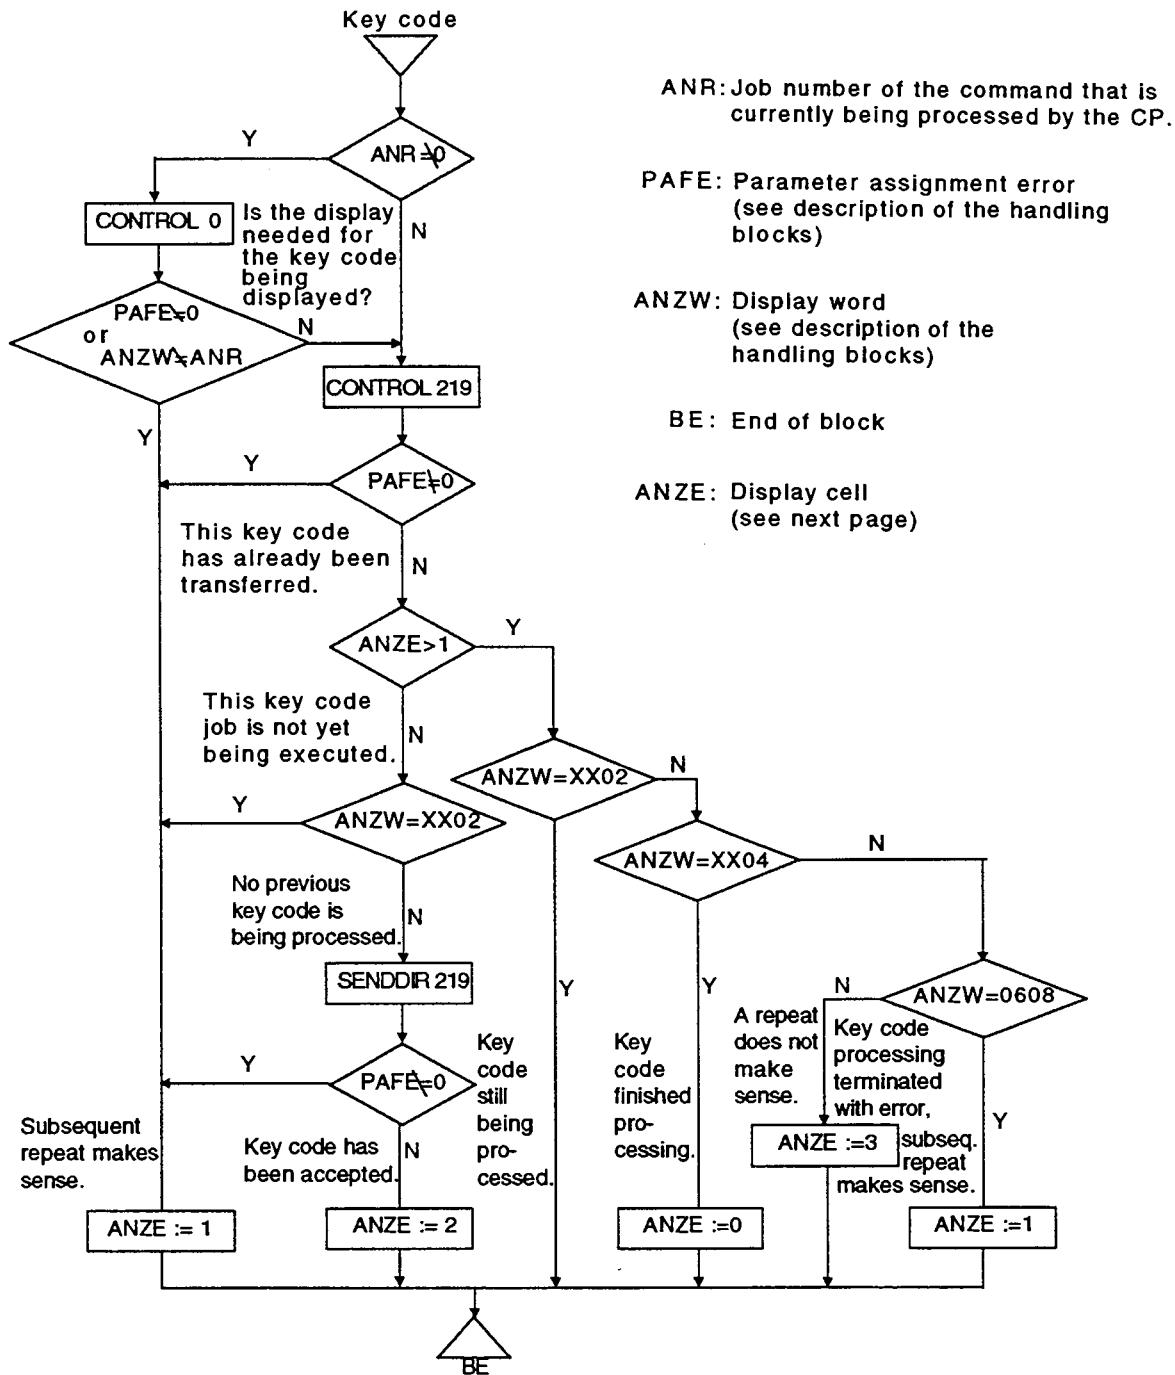 Key code
ANR: Job number of the command that is
currently being processed by the CP.
Y
ANR ≠ 0
PAFE: Parameter assignment error
(see description of the handling
blocks)
CONTROL 0
Is the display
needed for
the key code
being
displayed?
N
PAFE≠0
or
ANZW≠ANR
N
ANZW: Display word
(see description of the
handling blocks)
CONTROL 219
Y
BE: End of block
Y
PAFE≠0
ANZE: Display cell
(see next page)
This key code
has already been
transferred.
N
ANZE>1
Y
This key code
job is not yet
being executed.
N
ANZW=XX02
N
Y
ANZW=XX02
ANZW=XX04
N
No previous
key code is
being processed.
N
SENDDIR 219
Y
Y
N
ANZW=0608
Y
PAFE≠0
Key
code
still
being
pro-
cessed.
Key
code
finished
pro-
cessing.
A repeat
does not
make
sense.
Key code
processing
terminated
with error,
subseq.
repeat
makes sense.
Y
Subsequent
repeat makes
sense.
Key code has
been accepted.
N
ANZE :=3
ANZE := 1
ANZE := 2
ANZE :=0
ANZE :=1
BE